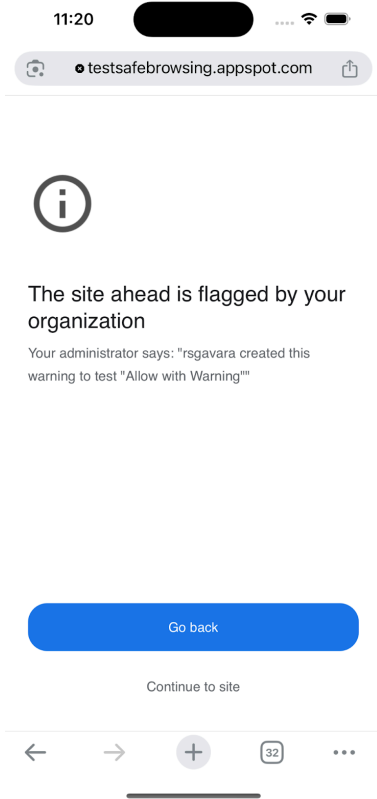 11:20
testsafebrowsing.appspot.com
The site ahead is flagged by your
organization
Your administrator says: "rsgavara created this
warning to test "Allow with Warning""
Go back
Continue to site
32